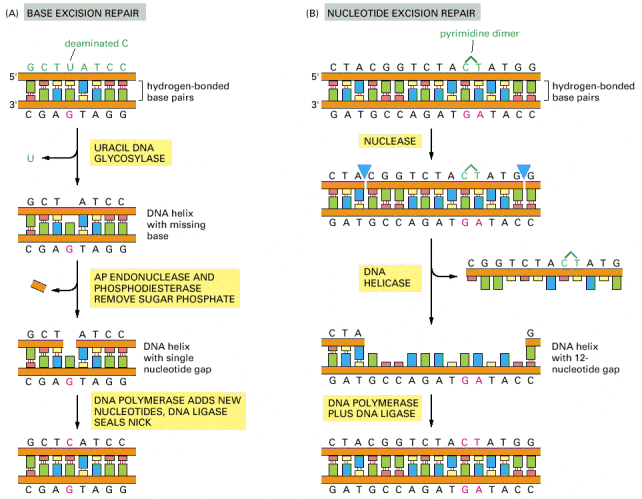 (A) BASE EXCISION REPAIR
deaminated C
G C T U A T C C
5'
hydrogen-bonded
base pairs
3'
C G A G T A G G
U
URACIL DNA
GLYCOSYLASE
G C T A T C C
DNA helix
with missing
base
C G A G T A G G
AP ENDONUCLEASE AND
PHOSPHODIESTERASE
REMOVE SUGAR PHOSPHATE
G C T A T C C
DNA helix
with single
nucleotide gap
C G A G T A G G
DNA POLYMERASE ADDS NEW
NUCLEOTIDES, DNA LIGASE
SEALS NICK
G C T C A T C C
C G A G T A G G
(B) NUCLEOTIDE EXCISION REPAIR
pyrimidine dimer
C T A C G G T C T A C T A T G G
5'
hydrogen-bonded
base pairs
3'
G A T G C C A G A T G A T A C C
NUCLEASE
C T A C G G T C T A C T A T G G
G A T G C C A G A T G A T A C C
DNA
HELICASE
C G G T C T A C T A T G
C T A
G
DNA helix
with 12-
nucleotide gap
G A T G C C A G A T G A T A C C
DNA POLYMERASE
PLUS DNA LIGASE
C T A C G G T C T A C T A T G G
G A T G C C A G A T G A T A C C